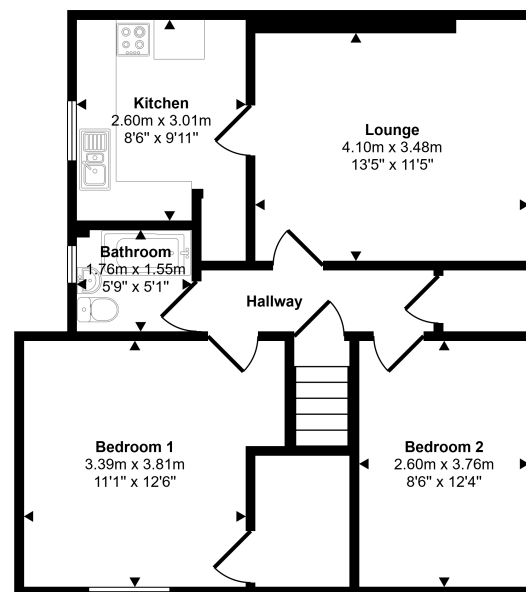 Kitchen
2.60m x 3.01m
8'6" x 9'11"
Lounge
4.10m x 3.48m
13'5" x 11'5"
Bathroom
1.76m x 1.55m
5'9" x 5'1"
Hallway
Bedroom 1
3.39m x 3.81m
11'1" x 12'6"
Bedroom 2
2.60m x 3.76m
8'6" x 12'4"